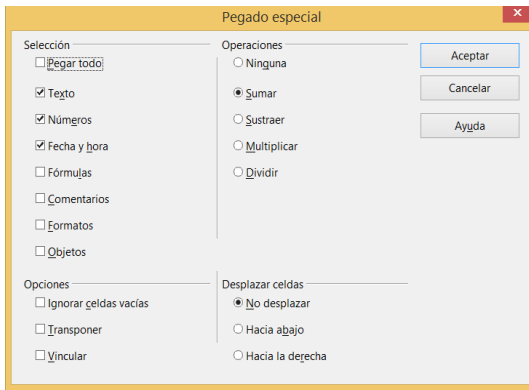 Pegado especial
Selección
Pegar todo
Texto
Números
Fecha y hora
Fórmulas
Comentarios
Formatos
Objetos
Operaciones
Ninguna
Sumar
Sustraer
Multiplicar
Dividir
Aceptar
Cancelar
Ayuda
Opciones
Ignorar celdas vacías
Transponer
Vincular
Desplazar celdas
No desplazar
Hacia abajo
Hacia la derecha